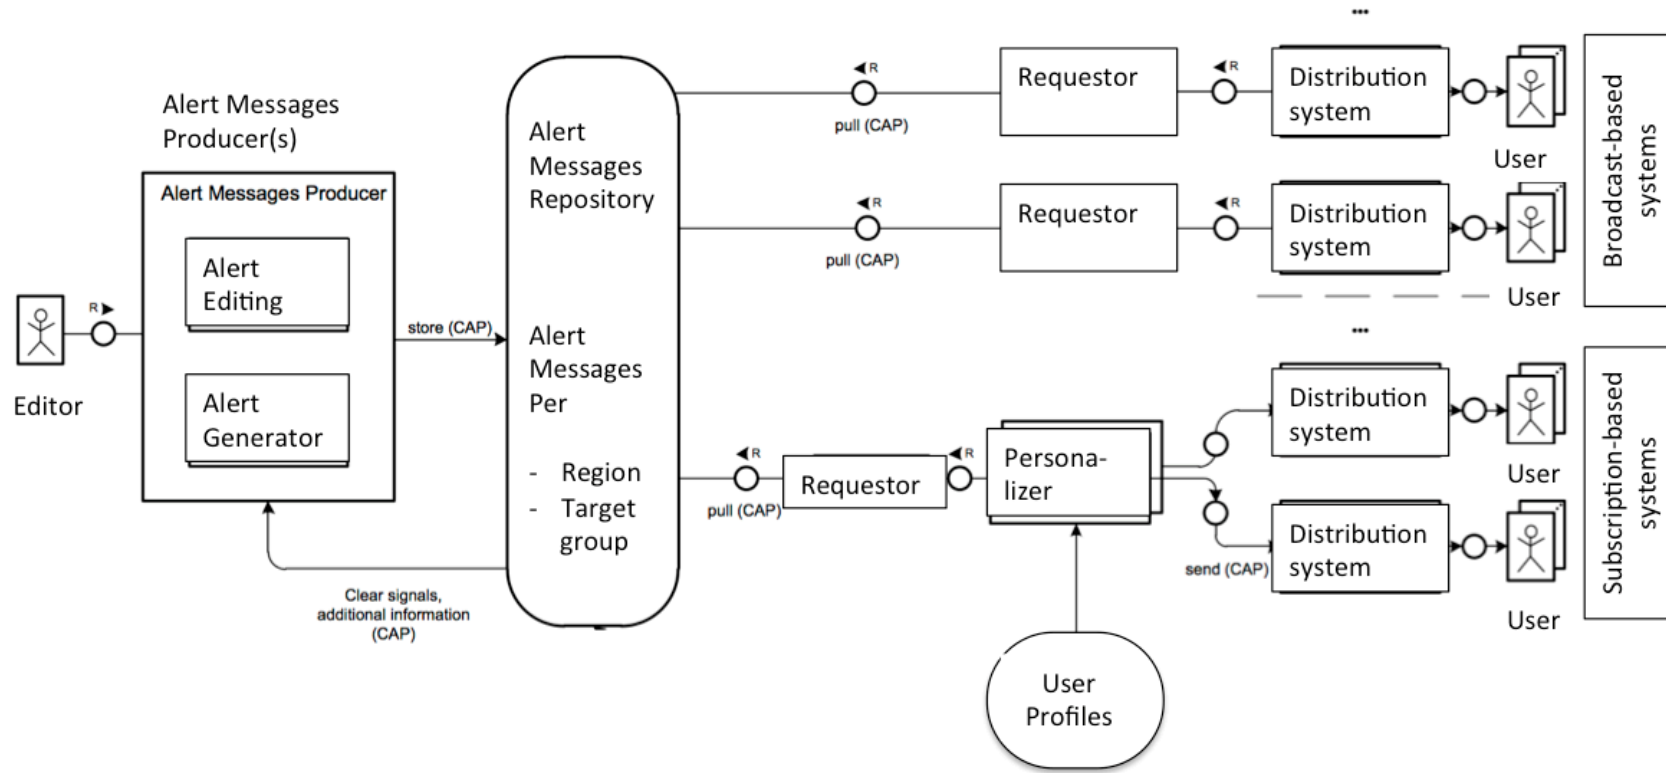 Alert Messages
Producer(s)
Alert Messages Producer
Alert
Editing
Alert
Generator
R
Editor
store (CAP)
Clear signals,
additional information
(CAP)
Alert
Messages
Repository
Alert
Messages
Per
- Region
- Target
group
R
pull (CAP)
Requestor
R
Distribution
system
...
User
R
pull (CAP)
Requestor
R
Distribution
system
User
Broadcast-based
systems
...
R
pull (CAP)
Requestor
R
Persona-
lizer
User
Profiles
send (CAP)
Distribution
system
User
Distribution
system
User
Subscription-based
systems